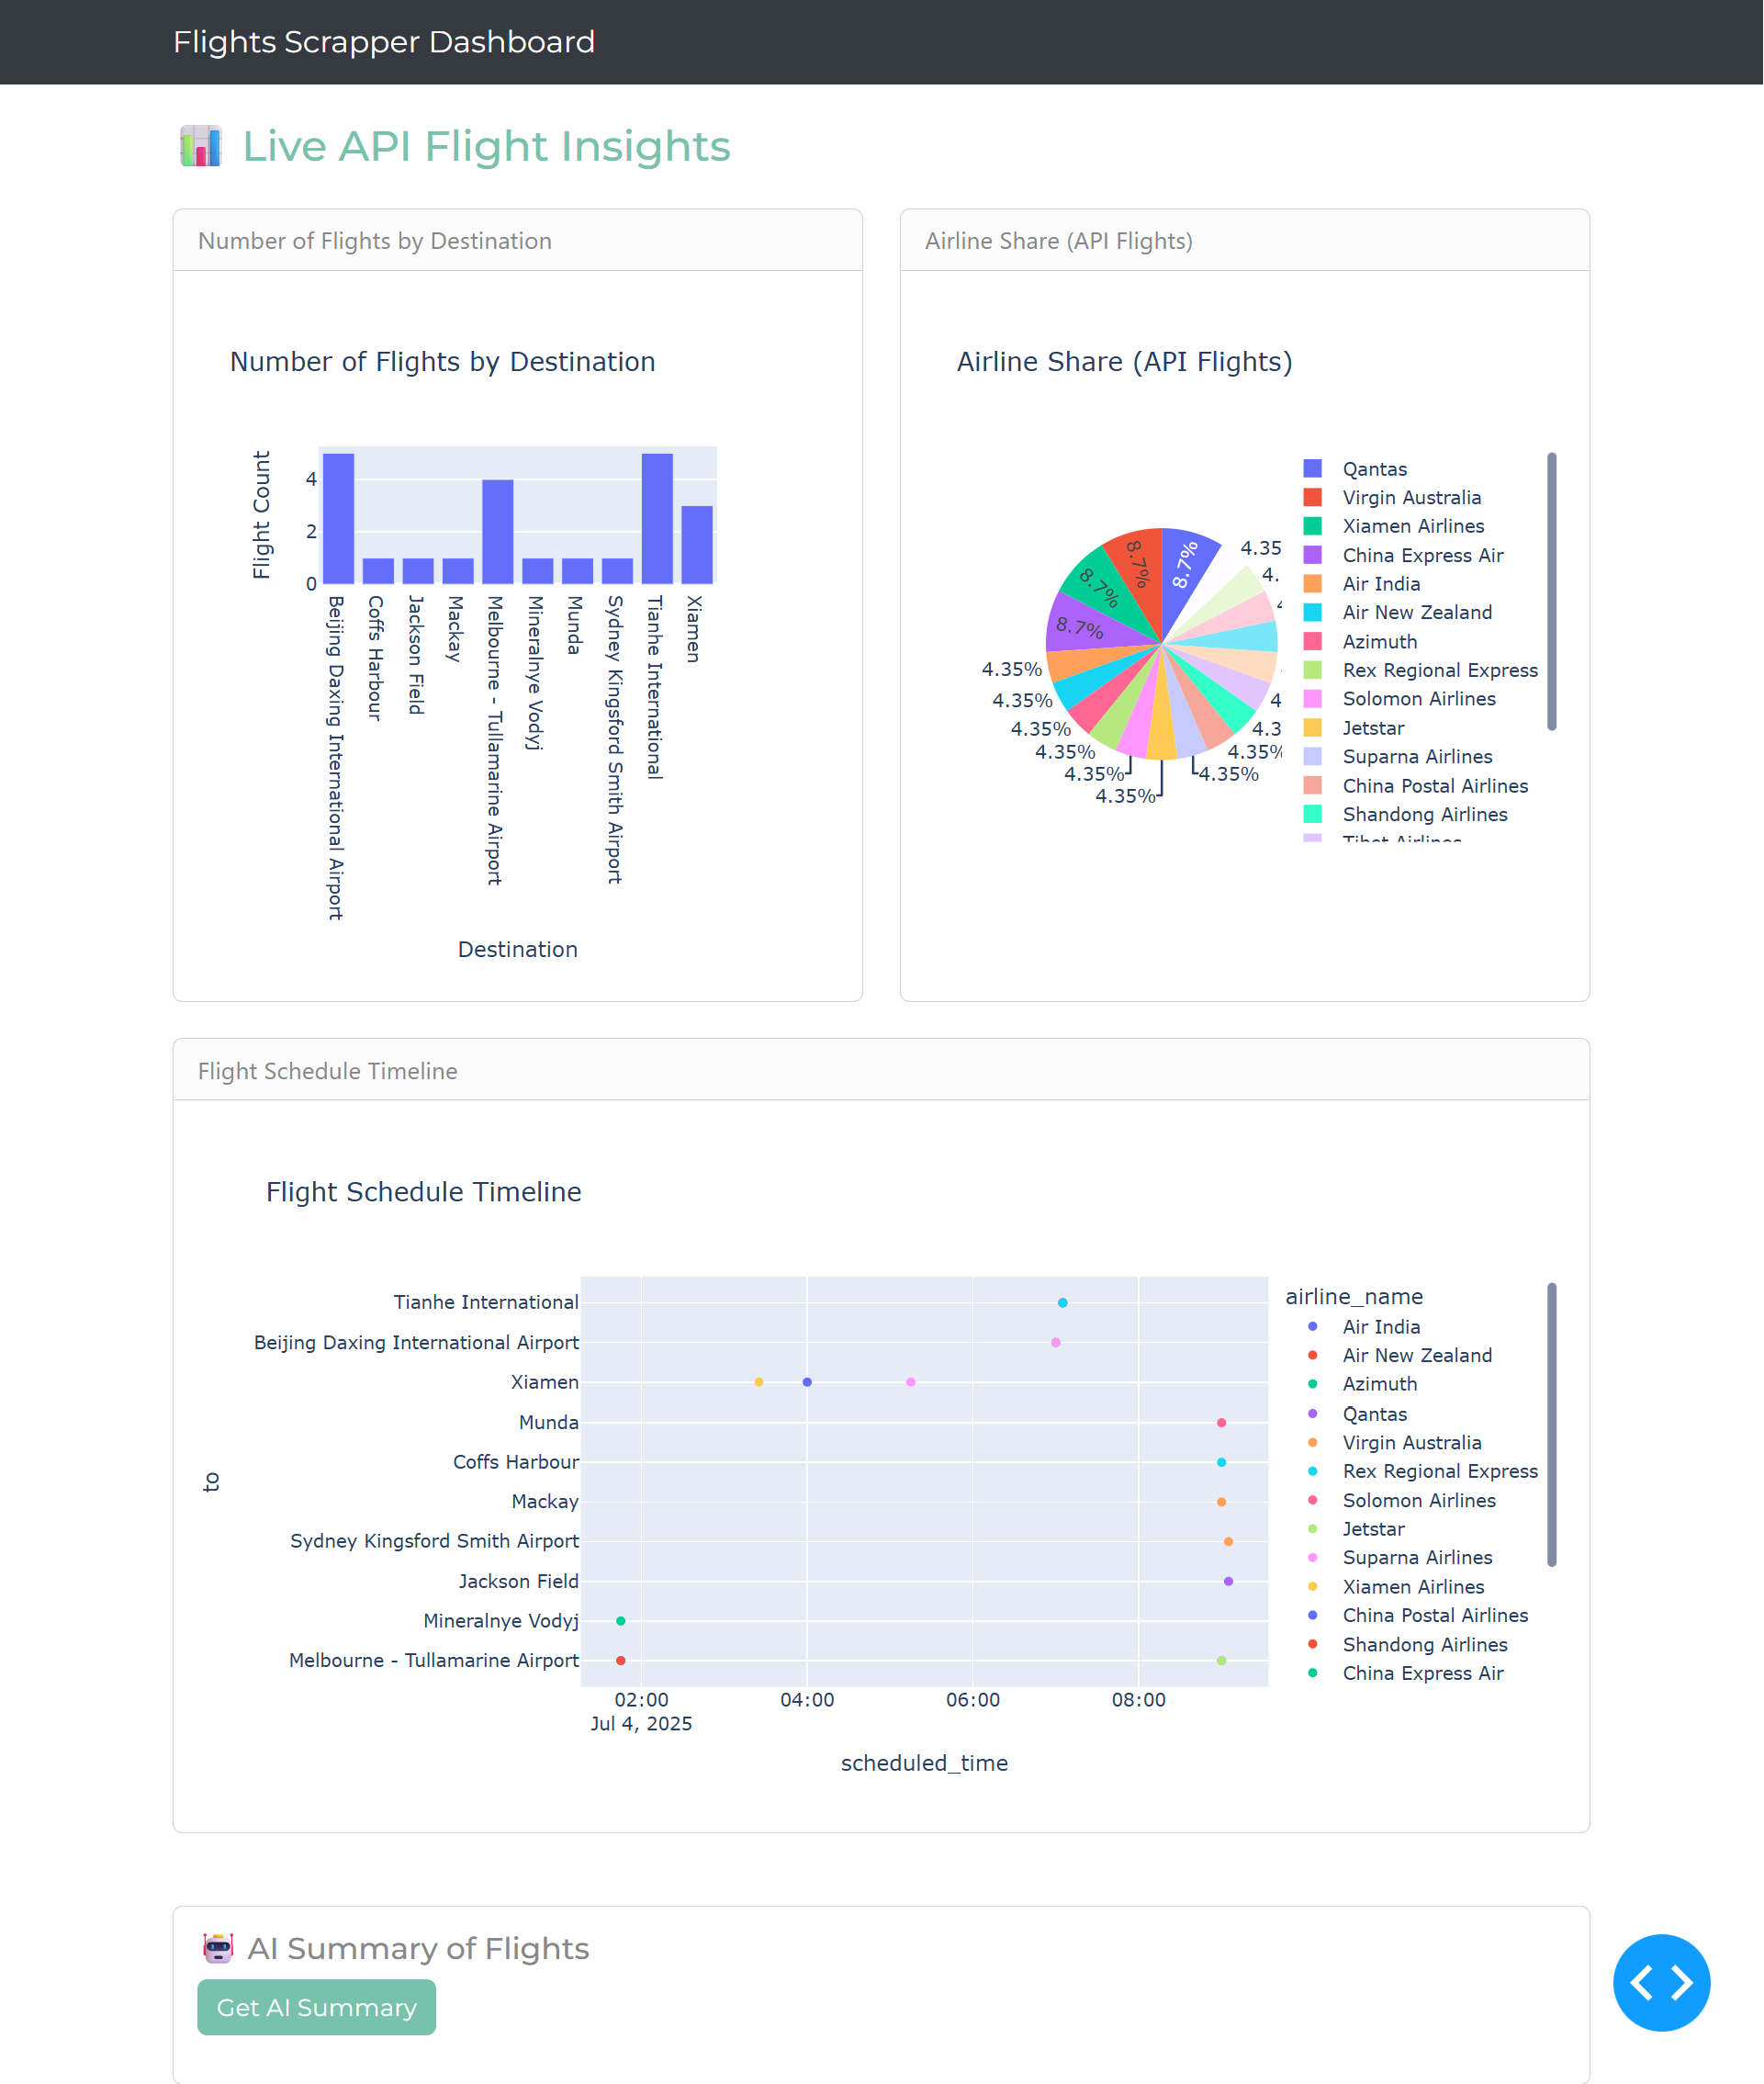 Flights Scrapper Dashboard
Live API Flight Insights
Number of Flights by Destination
Number of Flights by Destination
Flight Count
4
2
0
Beijing Daxing International Airport
Coffs Harbour
Jackson Field
Mackay
Melbourne - Tullamarine Airport
Mineralnye Vodyj
Munda
Sydney Kingsford Smith Airport
Tianhe International
Xiamen
Destination
Airline Share (API Flights)
Airline Share (API Flights)
8.7%
8.7%
8.7%
8.7%
4.35%
4.35%
4.35%
4.35%
4.35%
4.35%
4.35%
4.35%
4.3
4
4
4.
4.35
Qantas
Virgin Australia
Xiamen Airlines
China Express Air
Air India
Air New Zealand
Azimuth
Rex Regional Express
Solomon Airlines
Jetstar
Suparna Airlines
China Postal Airlines
Shandong Airlines
Tibet Airlines
Flight Schedule Timeline
Flight Schedule Timeline
to
Tianhe International
Beijing Daxing International Airport
Xiamen
Munda
Coffs Harbour
Mackay
Sydney Kingsford Smith Airport
Jackson Field
Mineralnye Vodyj
Melbourne - Tullamarine Airport
02:00
Jul 4, 2025
04:00
06:00
08:00
scheduled_time
airline_name
Air India
Air New Zealand
Azimuth
Qantas
Virgin Australia
Rex Regional Express
Solomon Airlines
Jetstar
Suparna Airlines
Xiamen Airlines
China Postal Airlines
Shandong Airlines
China Express Air
AI Summary of Flights
Get AI Summary